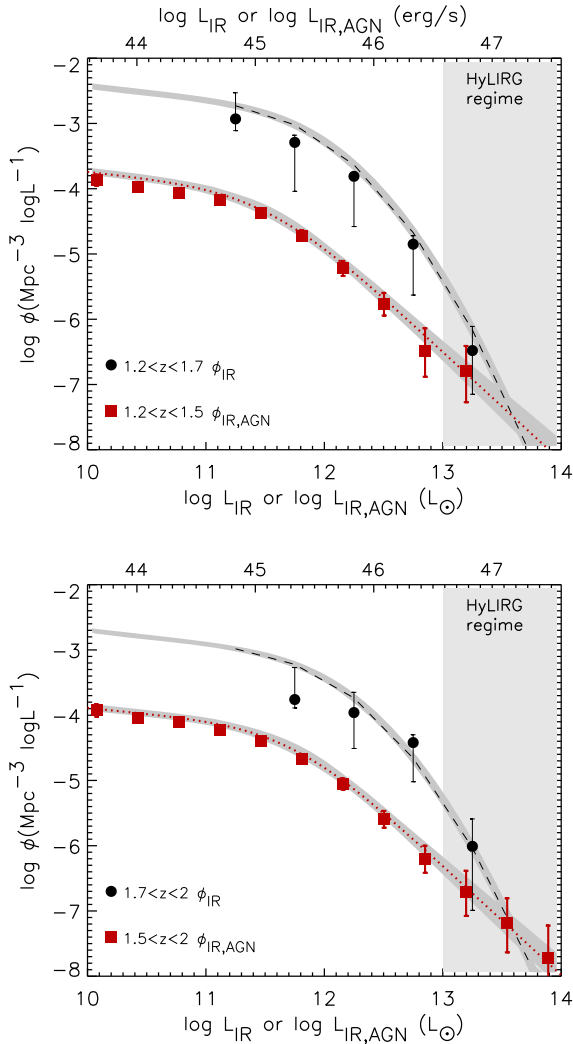 log L_IR or log L_IR,AGN (erg/s)
44 45 46 47
HyLIRG
regime
−2
−3
−4
−5
−6
−7
−8
log ϕ(Mpc⁻³ logL⁻¹)
1.2<z<1.7 ϕ_IR
1.2<z<1.5 ϕ_IR,AGN
10 11 12 13 14
log L_IR or log L_IR,AGN (L_⊙)
44 45 46 47
HyLIRG
regime
−2
−3
−4
−5
−6
−7
−8
log ϕ(Mpc⁻³ logL⁻¹)
1.7<z<2 ϕ_IR
1.5<z<2 ϕ_IR,AGN
10 11 12 13 14
log L_IR or log L_IR,AGN (L_⊙)